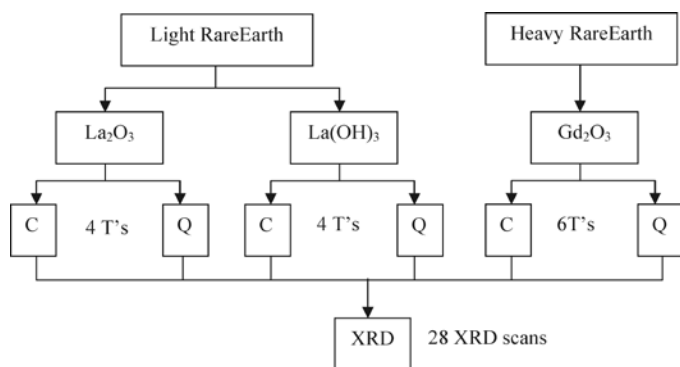 Light RareEarth
Heavy RareEarth
La₂O₃
La(OH)₃
Gd₂O₃
C
4 T's
Q
C
4 T's
Q
C
6T's
Q
XRD
28 XRD scans